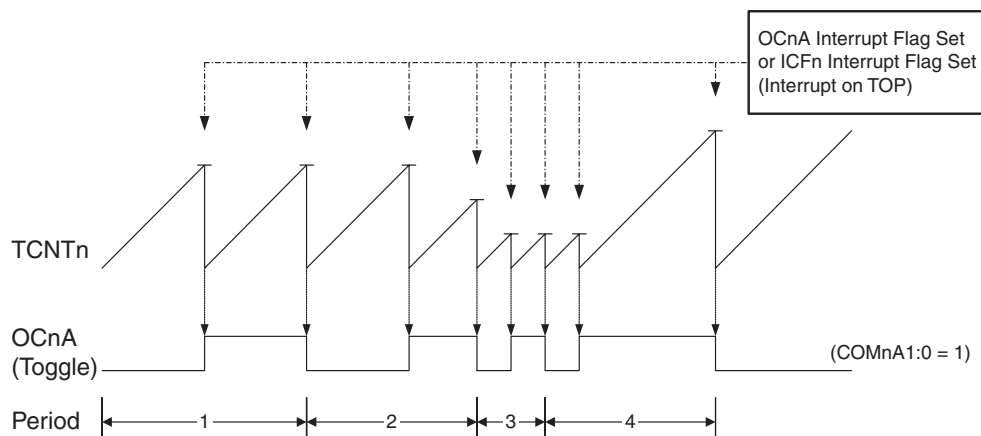 OCnA Interrupt Flag Set
or ICFn Interrupt Flag Set
(Interrupt on TOP)
TCNTn
OCnA
(Toggle)
(COMnA1:0 = 1)
Period
1
2
3
4